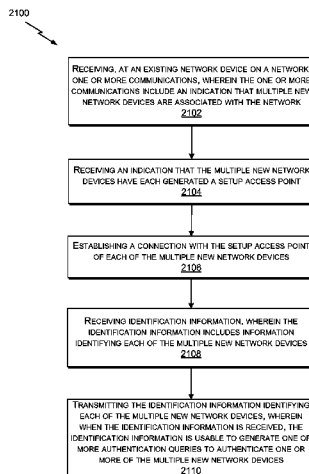 2100
RECEIVING, AT AN EXISTING NETWORK DEVICE ON A NETWORK
ONE OR MORE COMMUNICATIONS, WHEREIN THE ONE OR MORE
COMMUNICATIONS INCLUDE AN INDICATION THAT MULTIPLE NEW
NETWORK DEVICES ARE ASSOCIATED WITH THE NETWORK
2102
RECEIVING AN INDICATION THAT THE MULTIPLE NEW NETWORK
DEVICES HAVE EACH GENERATED A SETUP ACCESS POINT
2104
ESTABLISHING A CONNECTION WITH THE SETUP ACCESS POINT
OF EACH OF THE MULTIPLE NEW NETWORK DEVICES
2106
RECEIVING IDENTIFICATION INFORMATION, WHEREIN THE
IDENTIFICATION INFORMATION INCLUDES INFORMATION
IDENTIFYING EACH OF THE MULTIPLE NEW NETWORK DEVICES
2108
TRANSMITTING THE IDENTIFICATION INFORMATION IDENTIFYING
EACH OF THE MULTIPLE NEW NETWORK DEVICES, WHEREIN
WHEN THE IDENTIFICATION INFORMATION IS RECEIVED, THE
IDENTIFICATION INFORMATION IS USABLE TO GENERATE ONE OR
MORE AUTHENTICATION QUERIES TO AUTHENTICATE ONE OR
MORE OF THE MULTIPLE NEW NETWORK DEVICES
2110